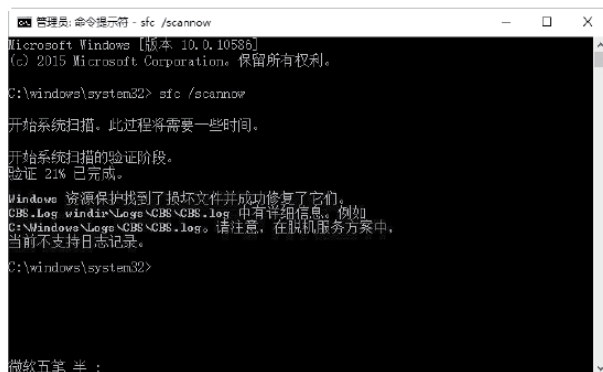 管理员: 命令提示符 - sfc /scannow
Microsoft Windows [版本 10.0.10586]
(c) 2015 Microsoft Corporation。保留所有权利。
C:\windows\system32> sfc /scannow
开始系统扫描。此过程将需要一些时间。
开始系统扫描的验证阶段。
验证 21% 已完成。
Windows 资源保护找到了损坏文件并成功修复了它们。
CBS.Log windir\Logs\CBS\CBS.log 中有详细信息。例如
C:\Windows\Logs\CBS\CBS.log。请注意，在脱机服务方案中，
当前不支持日志记录。
C:\windows\system32>
微软五笔 半 :